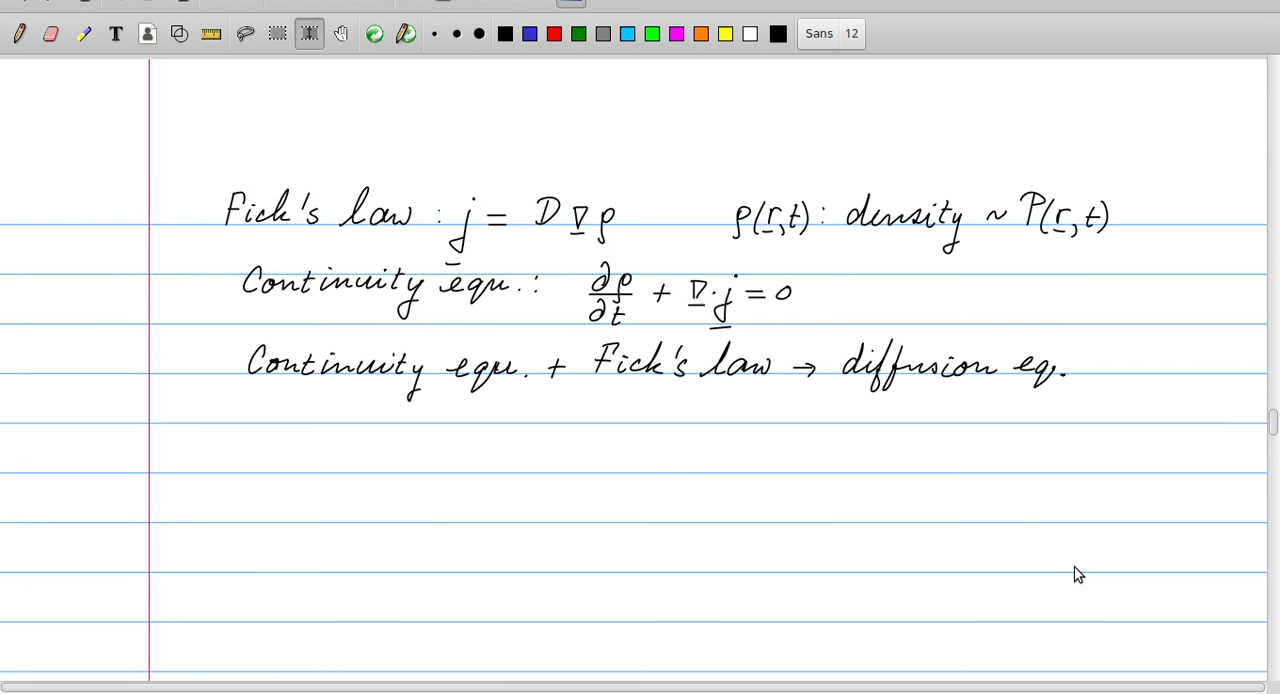 Sans 12
Fick's law : j = D ∇ ρ ρ(r,t) : density ~ P(r,t)
Continuity equ. : ∂ρ/∂t + ∇·j = 0
Continuity equ. + Fick's law → diffusion eq.